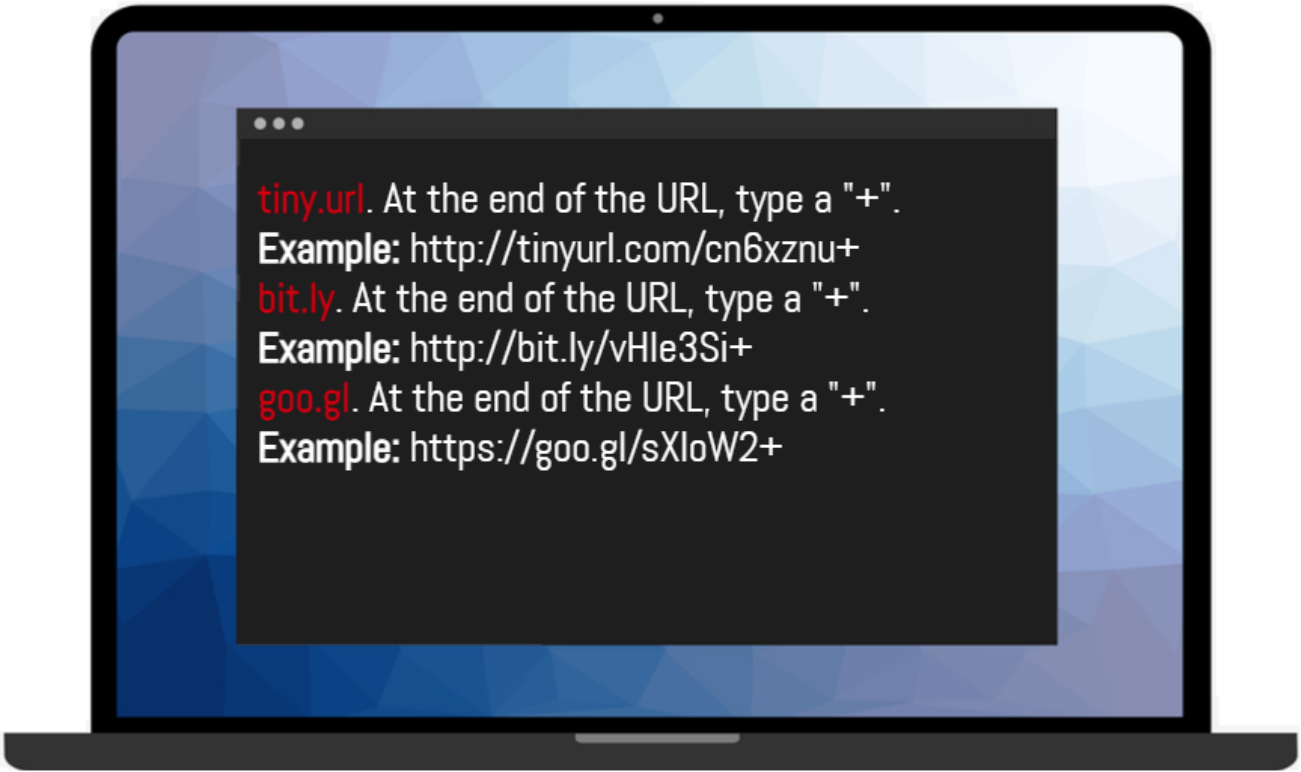 tiny.url. At the end of the URL, type a "+".
Example: http://tinyurl.com/cn6xznu+
bit.ly. At the end of the URL, type a "+".
Example: http://bit.ly/vHIe3Si+
goo.gl. At the end of the URL, type a "+".
Example: https://goo.gl/sXIoW2+